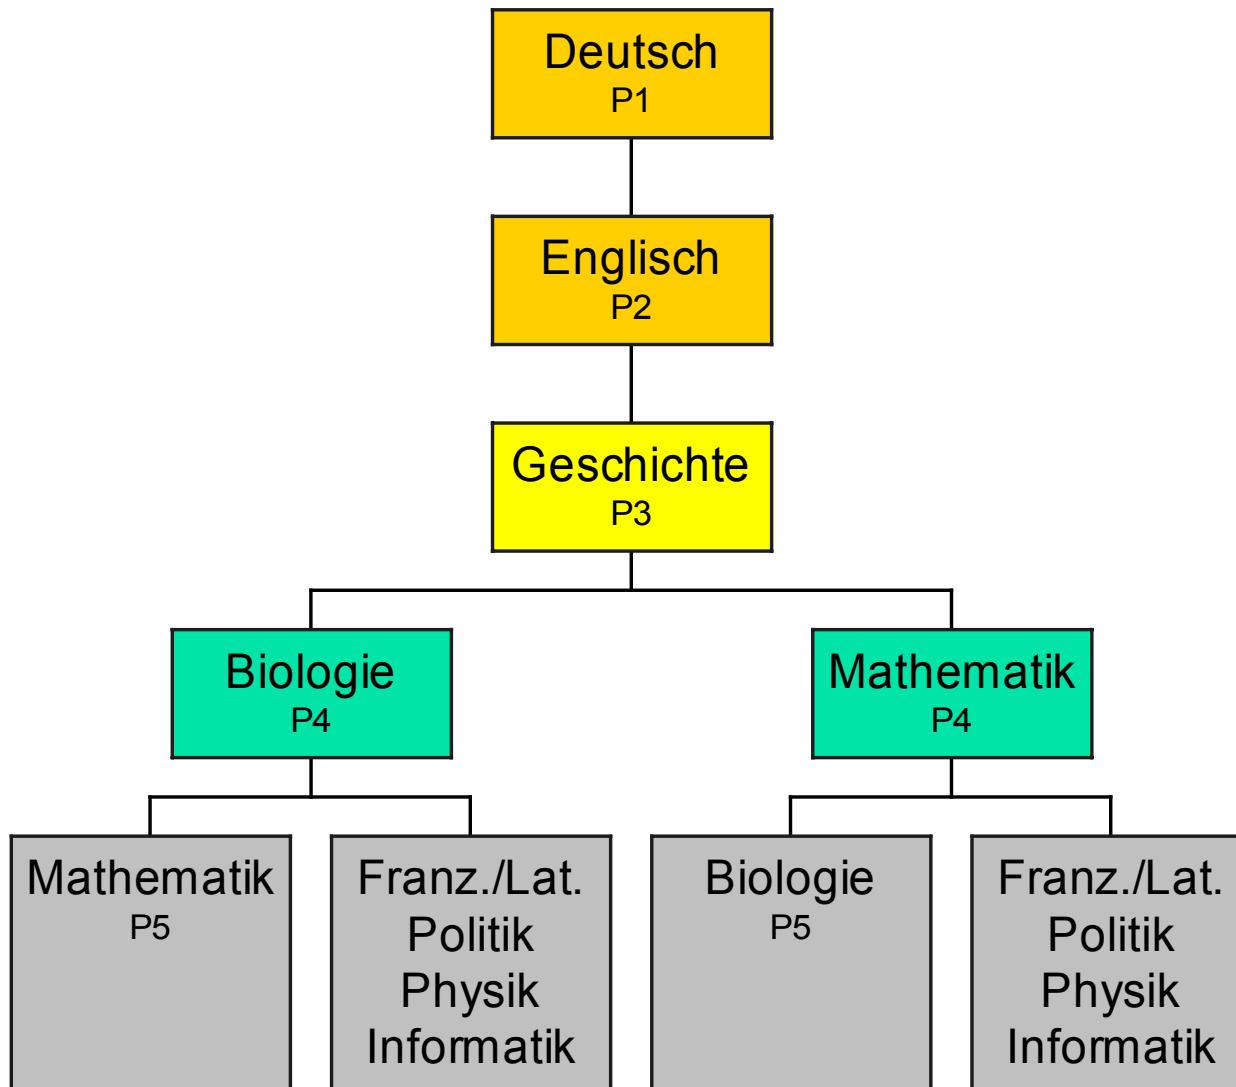 Deutsch
P1
Englisch
P2
Geschichte
P3
Biologie
P4
Mathematik
P4
Mathematik
P5
Franz./Lat.
Politik
Physik
Informatik
Biologie
P5
Franz./Lat.
Politik
Physik
Informatik